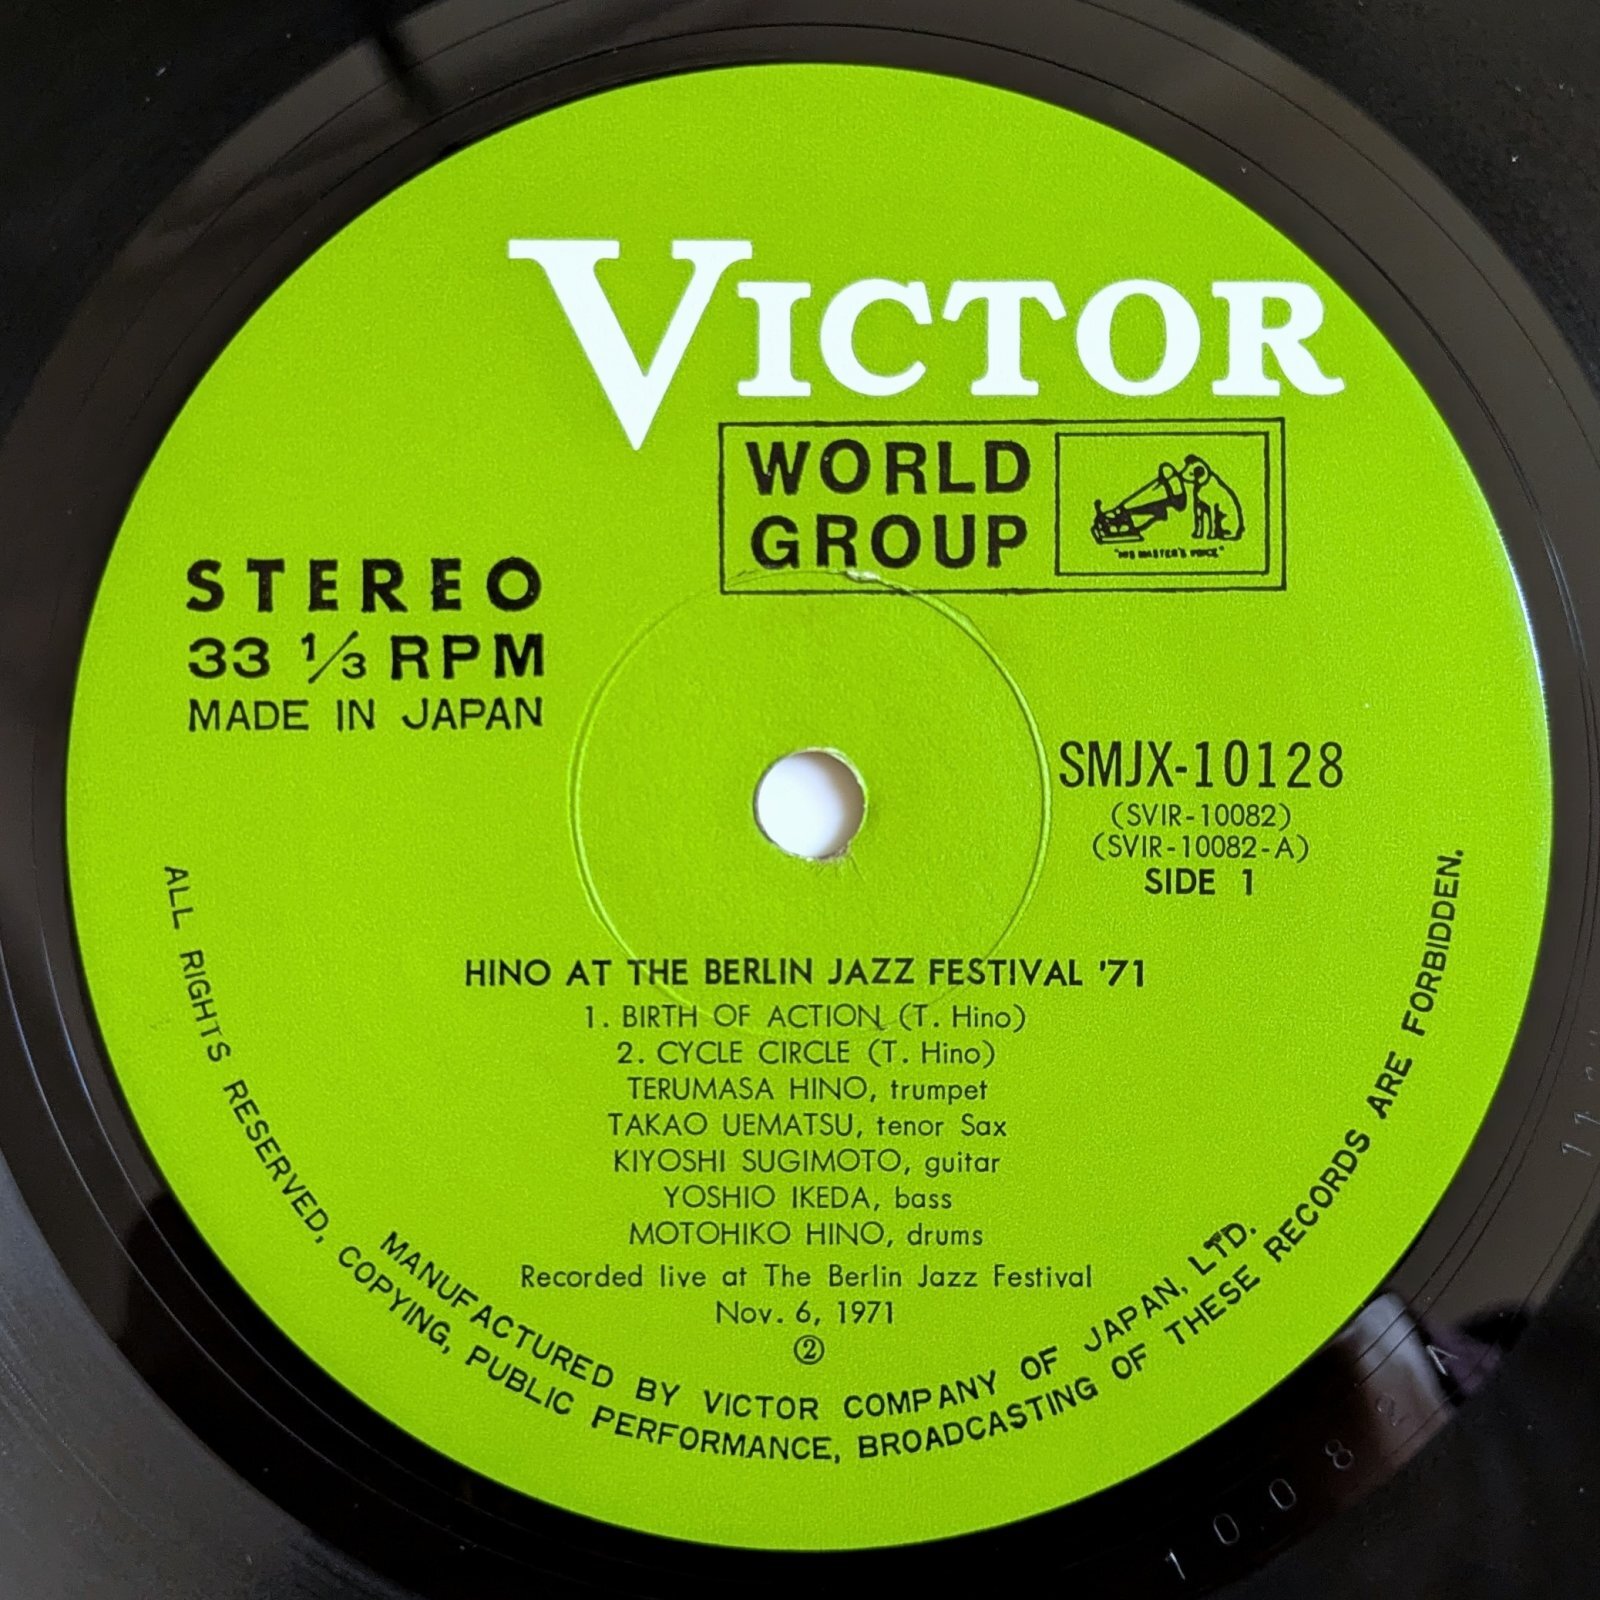 VICTOR
WORLD
GROUP
"HIS MASTER'S VOICE"
STEREO
33 1/3 RPM
MADE IN JAPAN
SMJX-10128
(SVIR-10082)
(SVIR-10082-A)
SIDE 1
HINO AT THE BERLIN JAZZ FESTIVAL '71
1. BIRTH OF ACTION (T. Hino)
2. CYCLE CIRCLE (T. Hino)
TERUMASA HINO, trumpet
TAKAO UEMATSU, tenor Sax
KIYOSHI SUGIMOTO, guitar
YOSHIO IKEDA, bass
MOTOHIKO HINO, drums
Recorded live at The Berlin Jazz Festival
Nov. 6, 1971
②
MANUFACTURED BY VICTOR COMPANY OF JAPAN, LTD.
ALL RIGHTS RESERVED, COPYING, PUBLIC PERFORMANCE, BROADCASTING OF THESE RECORDS ARE FORBIDDEN.
10082 A